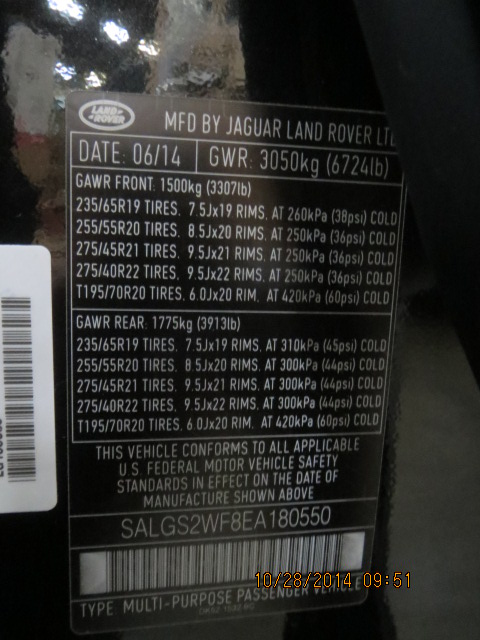 LAND ROVER
MFD BY JAGUAR LAND ROVER LTD
DATE: 06/14 GWR: 3050kg (6724lb)
GAWR FRONT: 1500kg (3307lb)
235/65R19 TIRES. 7.5Jx19 RIMS. AT 260kPa (38psi) COLD
255/55R20 TIRES. 8.5Jx20 RIMS. AT 250kPa (36psi) COLD
275/45R21 TIRES. 9.5Jx21 RIMS. AT 250kPa (36psi) COLD
275/40R22 TIRES. 9.5Jx22 RIMS. AT 250kPa (36psi) COLD
T195/70R20 TIRES. 6.0Jx20 RIM. AT 420kPa (60psi) COLD
GAWR REAR: 1775kg (3913lb)
235/65R19 TIRES. 7.5Jx19 RIMS. AT 310kPa (45psi) COLD
255/55R20 TIRES. 8.5Jx20 RIMS. AT 300kPa (44psi) COLD
275/45R21 TIRES. 9.5Jx21 RIMS. AT 300kPa (44psi) COLD
275/40R22 TIRES. 9.5Jx22 RIMS. AT 300kPa (44psi) COLD
T195/70R20 TIRES. 6.0Jx20 RIM. AT 420kPa (60psi) COLD
THIS VEHICLE CONFORMS TO ALL APPLICABLE
U.S. FEDERAL MOTOR VEHICLE SAFETY
STANDARDS IN EFFECT ON THE DATE OF
MANUFACTURE SHOWN ABOVE
SALGS2WF8EA180550
10/28/2014 09:51
TYPE: MULTI-PURPOSE PASSENGER VEHICLE